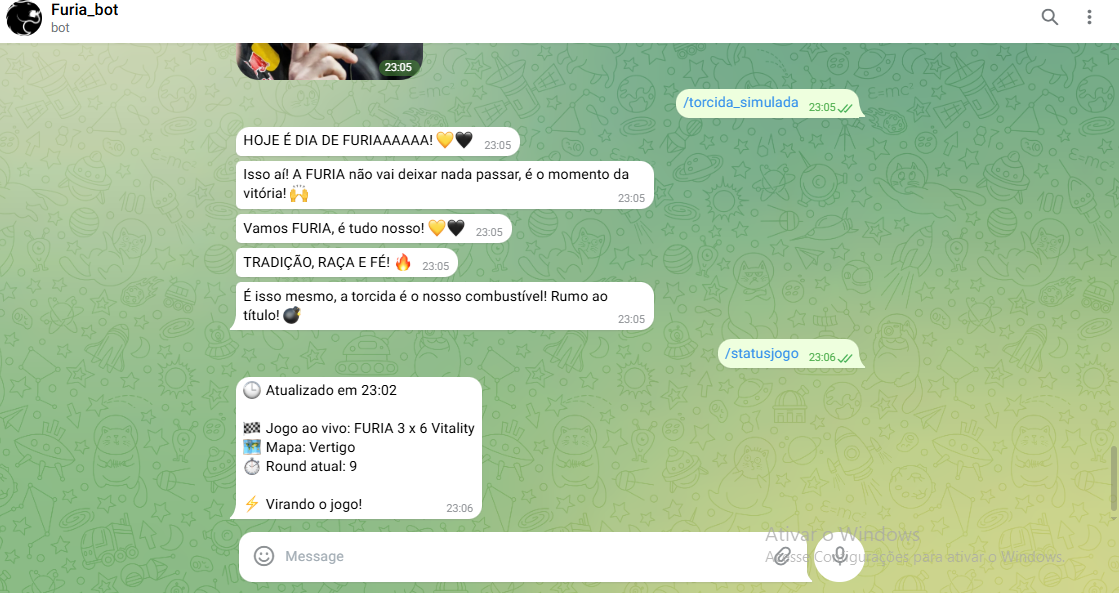 Furia_bot
bot
23:05
/torcida_simulada 23:05
HOJE É DIA DE FURIAAAAAA! 💛🖤 23:05
Isso aí! A FURIA não vai deixar nada passar, é o momento da
vitória! 🙌 23:05
Vamos FURIA, é tudo nosso! 💛🖤 23:05
TRADIÇÃO, RAÇA E FÉ! 🔥 23:05
É isso mesmo, a torcida é o nosso combustível! Rumo ao
título! 💣 23:05
/statusjogo 23:06
🕒 Atualizado em 23:02
🏁 Jogo ao vivo: FURIA 3 x 6 Vitality
🗺️ Mapa: Vertigo
⏱️ Round atual: 9
⚡ Virando o jogo! 23:06
Ativar o Windows
Message
Acesse Configurações para ativar o Windows.